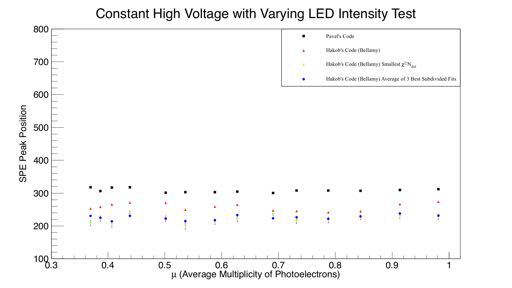 Constant High Voltage with Varying LED Intensity Test
Pavel's Code
Hakob's Code (Bellamy)
Hakob's Code (Bellamy) Smallest χ²/N
Hakob's Code (Bellamy) Average of 3 Best Subdivided Fits
SPE Peak Position
800
700
600
500
400
300
200
100
0.3
0.4
0.5
0.6
0.7
0.8
0.9
1
μ (Average Multiplicity of Photoelectrons)